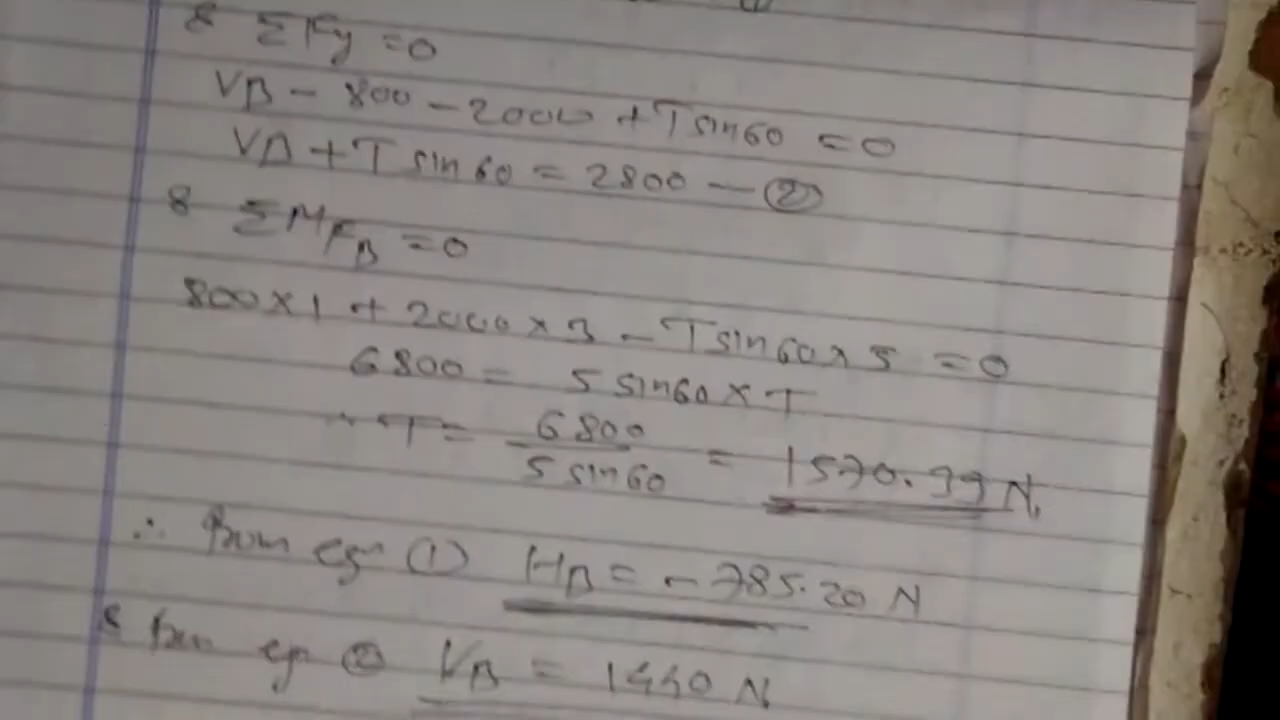 & ΣFy = 0
VB - 800 - 2000 + T sin60 = 0
VB + T sin60 = 2800 — ②
& ΣMFB = 0
800 × 1 + 2000 × 3 - T sin60 × 5 = 0
6800 = 5 sin60 × T
∴ T = 6800 / 5 sin60 = 1570.39 N.
∴ from eqn (1) HB = - 785.20 N
& from eqn ② VB = 1440 N